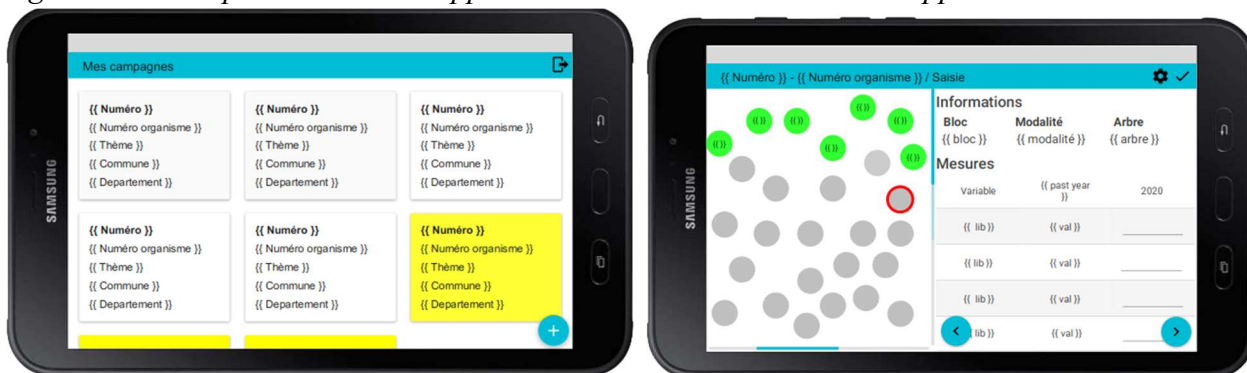 Mes campagnes
{{ Numéro }}
{{ Numéro organisme }}
{{ Thème }}
{{ Commune }}
{{ Departement }}
{{ Numéro }}
{{ Numéro organisme }}
{{ Thème }}
{{ Commune }}
{{ Departement }}
{{ Numéro }}
{{ Numéro organisme }}
{{ Thème }}
{{ Commune }}
{{ Departement }}
{{ Numéro }}
{{ Numéro organisme }}
{{ Thème }}
{{ Commune }}
{{ Departement }}
{{ Numéro }}
{{ Numéro organisme }}
{{ Thème }}
{{ Commune }}
{{ Departement }}
{{ Numéro }}
{{ Numéro organisme }}
{{ Thème }}
{{ Commune }}
{{ Departement }}
+
SAMSUNG
{{ Numéro }} - {{ Numéro organisme }} / Saisie
{{ }}
{{ }}
{{ }}
{{ }}
{{ }}
{{ }}
{{ }}
Informations
Bloc Modalité Arbre
{{ bloc }} {{ modalité }} {{ arbre }}
Mesures
Variable {{ past year }} 2020
{{ lib }} {{ val }}
{{ lib }} {{ val }}
{{ lib }} {{ val }}
lib }} {{ val }}
SAMSUNG